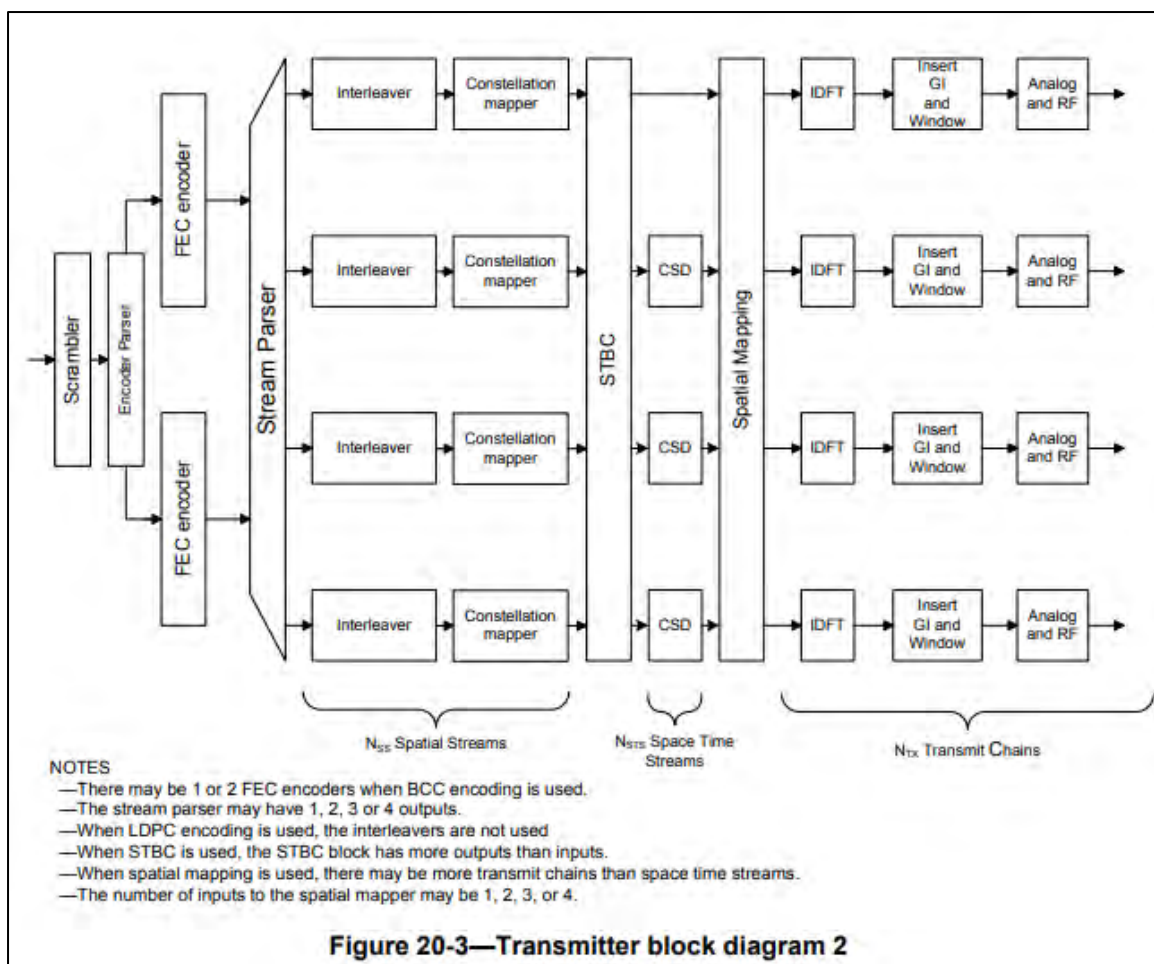 Scrambler
Encoder Parser
FEC encoder
FEC encoder
Stream Parser
Interleaver
Constellation
mapper
Interleaver
Constellation
mapper
Interleaver
Constellation
mapper
Interleaver
Constellation
mapper
STBC
CSD
CSD
CSD
Spatial Mapping
IDFT
Insert
GI
and
Window
Analog
and RF
IDFT
Insert
GI and
Window
Analog
and RF
IDFT
Insert
GI and
Window
Analog
and RF
IDFT
Insert
GI and
Window
Analog
and RF
NSS Spatial Streams
NSTS Space Time
Streams
NTX Transmit Chains
NOTES
—There may be 1 or 2 FEC encoders when BCC encoding is used.
—The stream parser may have 1, 2, 3 or 4 outputs.
—When LDPC encoding is used, the interleavers are not used
—When STBC is used, the STBC block has more outputs than inputs.
—When spatial mapping is used, there may be more transmit chains than space time streams.
—The number of inputs to the spatial mapper may be 1, 2, 3, or 4.
Figure 20-3—Transmitter block diagram 2